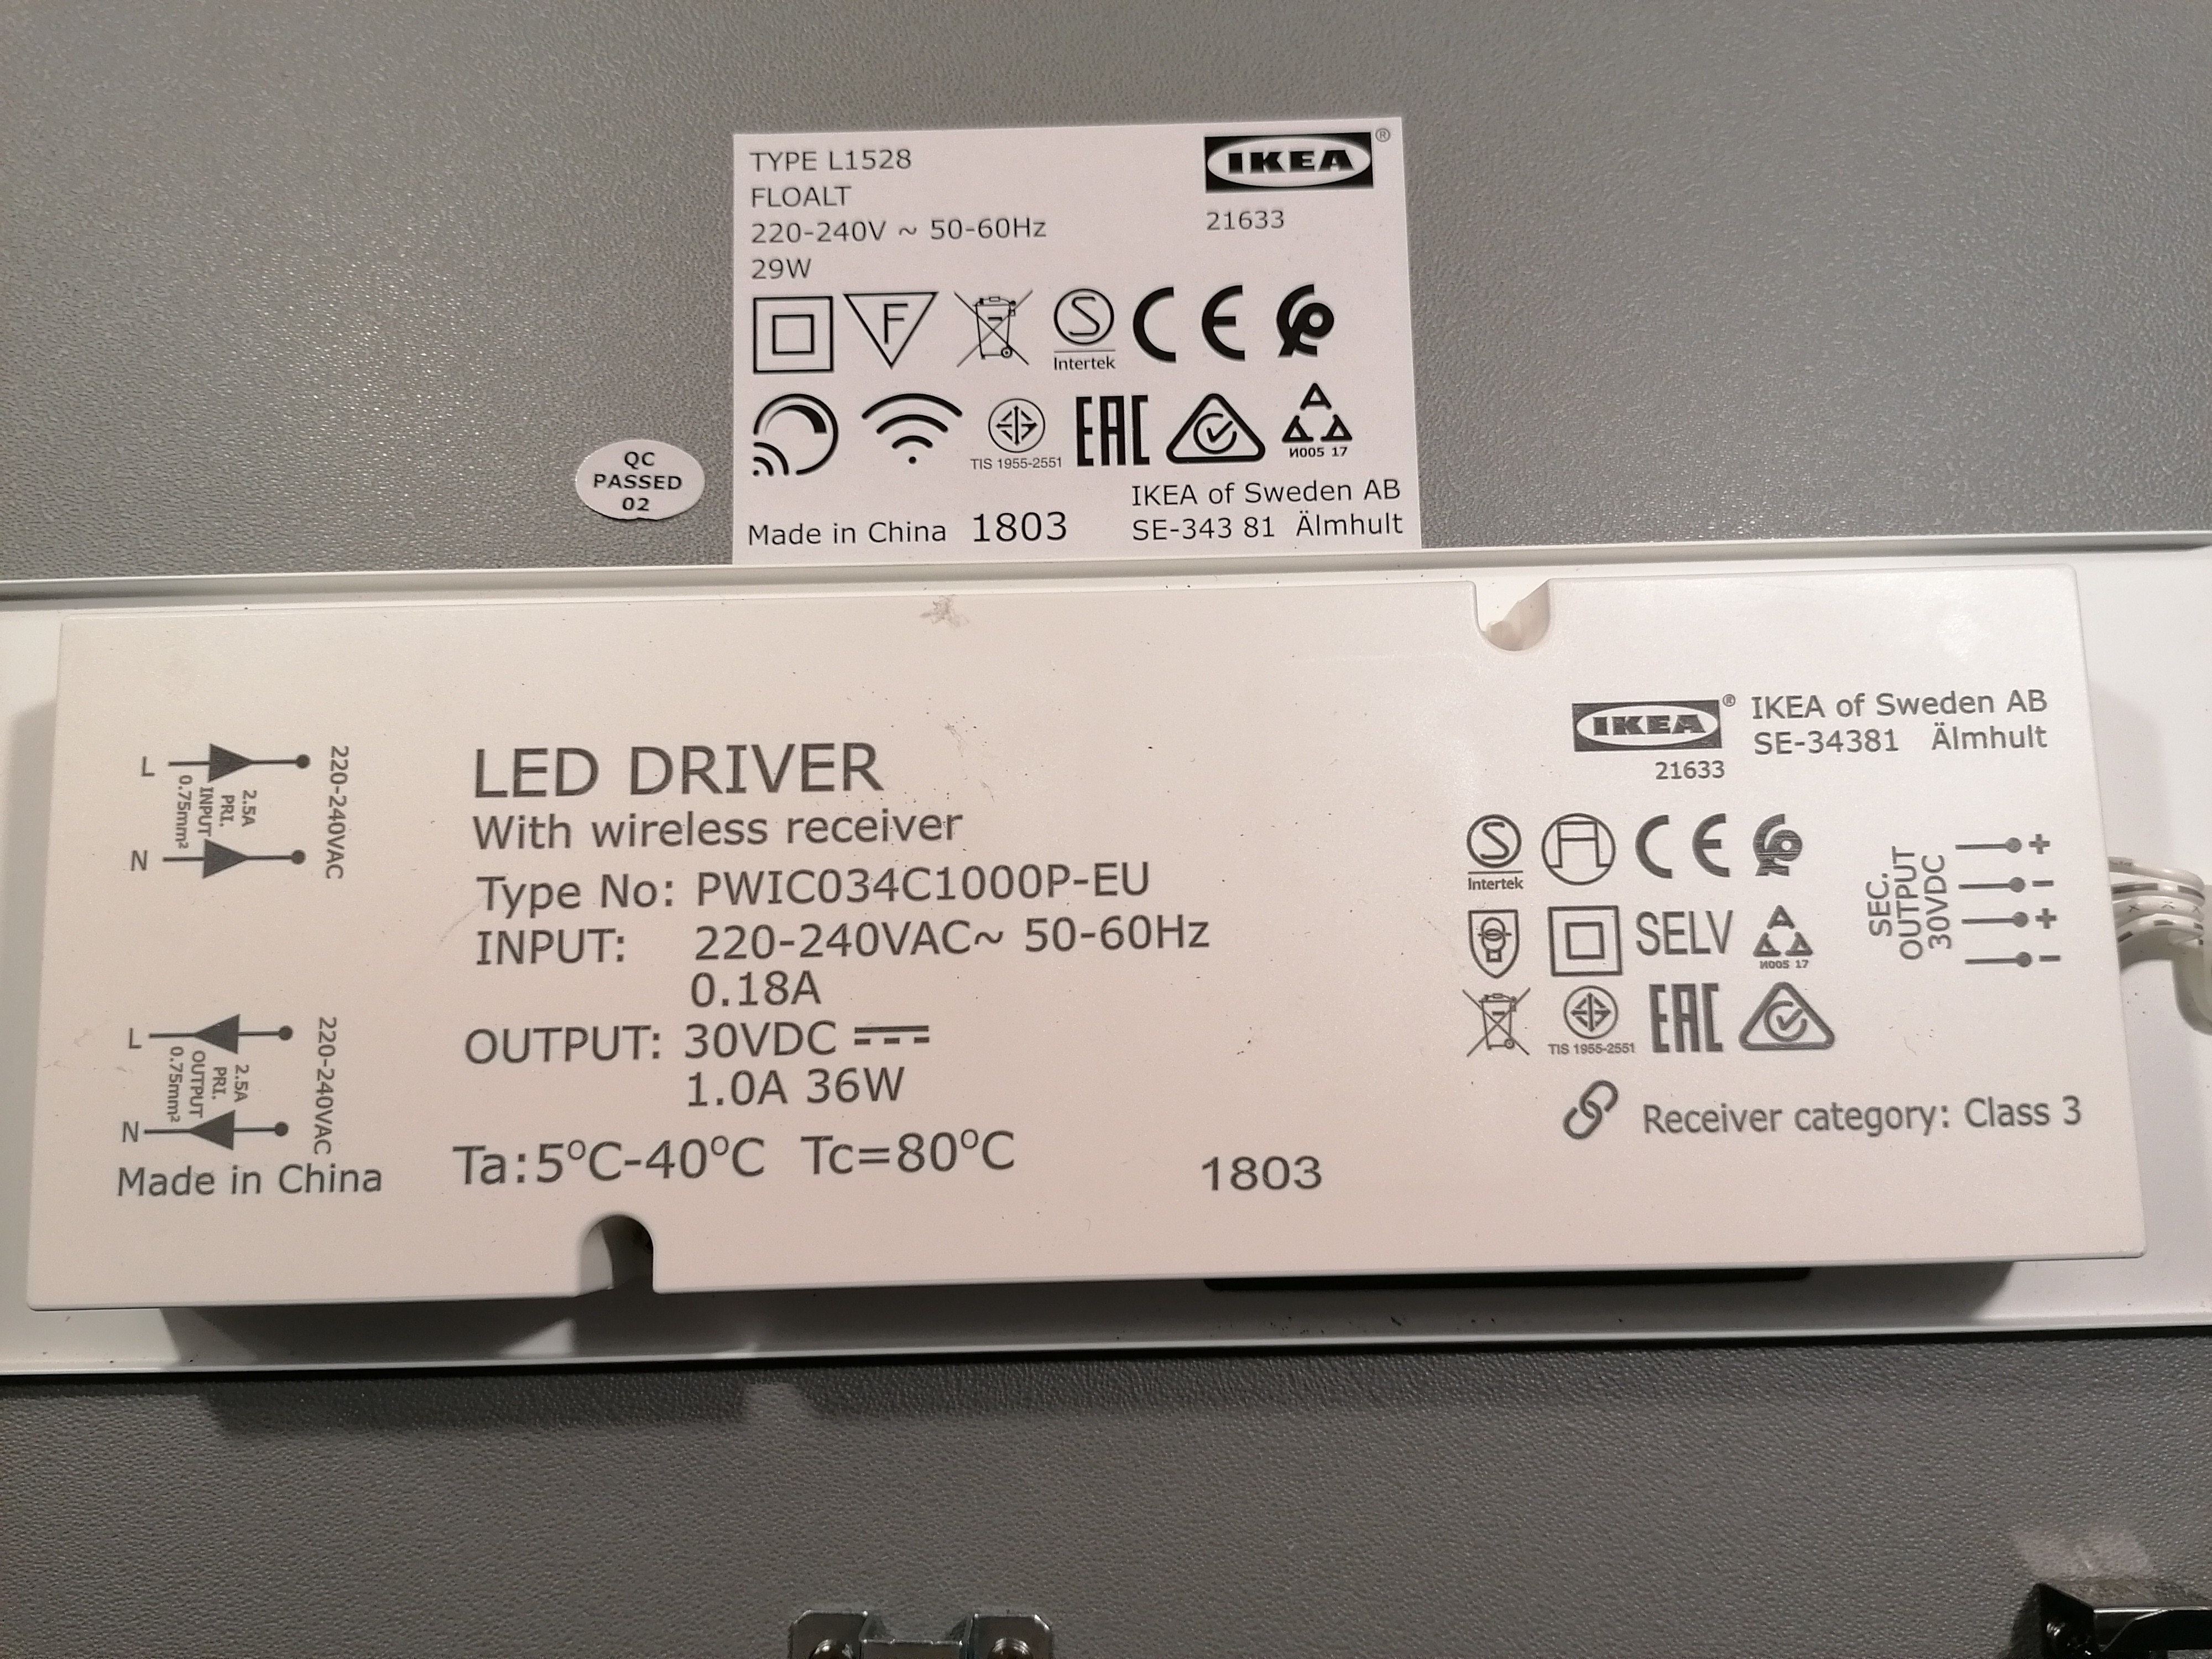 TYPE L1528
FLOALT
220-240V ~ 50-60Hz
29W
IKEA®
21633
F
S
Intertek
CE
TIS 1955-2551
EAC
И005 17
Made in China 1803
IKEA of Sweden AB
SE-343 81 Älmhult
QC
PASSED
02
L
N
220-240VAC
2.5A
PRI.
INPUT
0.75mm²
L
N
220-240VAC
2.5A
PRI.
OUTPUT
0.75mm²
Made in China
LED DRIVER
With wireless receiver
Type No: PWIC034C1000P-EU
INPUT: 220-240VAC~ 50-60Hz
0.18A
OUTPUT: 30VDC
1.0A 36W
Ta:5°C-40°C Tc=80°C
1803
IKEA® IKEA of Sweden AB
SE-34381 Älmhult
21633
S
Intertek
CE
SELV
И005 17
TIS 1955-2551
EAC
Receiver category: Class 3
SEC.
OUTPUT
30VDC
+
-
+
-